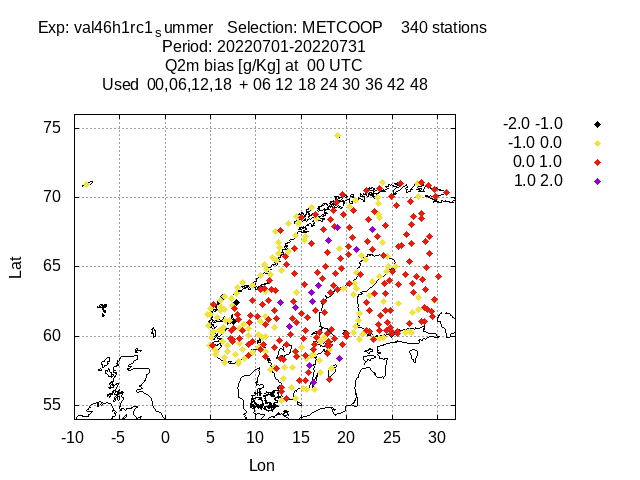 Exp: val46h1rc1summer Selection: METCOOP 340 stations
Period: 20220701-20220731
Q2m bias [g/Kg] at 00 UTC
Used 00,06,12,18 + 06 12 18 24 30 36 42 48
-2.0 -1.0
-1.0 0.0
0.0 1.0
1.0 2.0
75
70
65
60
55
Lat
-10 -5 0 5 10 15 20 25 30
Lon